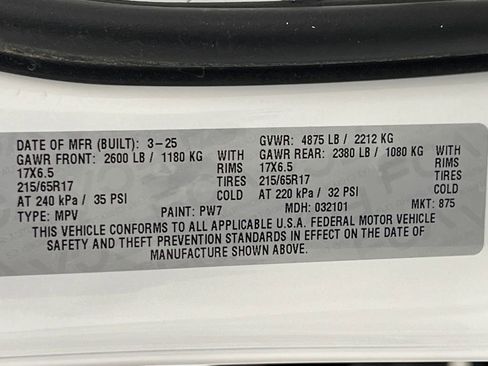 DATE OF MFR (BUILT): 3-25 GVWR: 4875 LB / 2212 KG
GAWR FRONT: 2600 LB / 1180 KG WITH GAWR REAR: 2380 LB / 1080 KG WITH
17X6.5 RIMS 17X6.5 RIMS
215/65R17 TIRES 215/65R17 TIRES
AT 240 kPa / 35 PSI COLD AT 220 kPa / 32 PSI COLD
TYPE: MPV PAINT: PW7 MDH: 032101 MKT: 875
THIS VEHICLE CONFORMS TO ALL APPLICABLE U.S.A. FEDERAL MOTOR VEHICLE
SAFETY AND THEFT PREVENTION STANDARDS IN EFFECT ON THE DATE OF
MANUFACTURE SHOWN ABOVE.